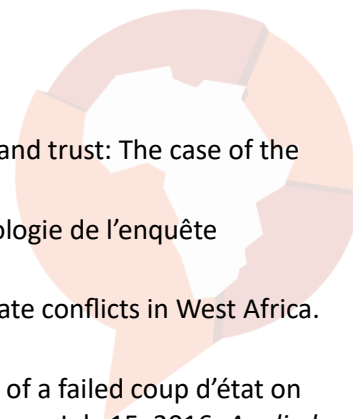 and trust: The case of the
ologie de l’enquête
ate conflicts in West Africa.
of a failed coup d’état on
July 15, 2016. Applied